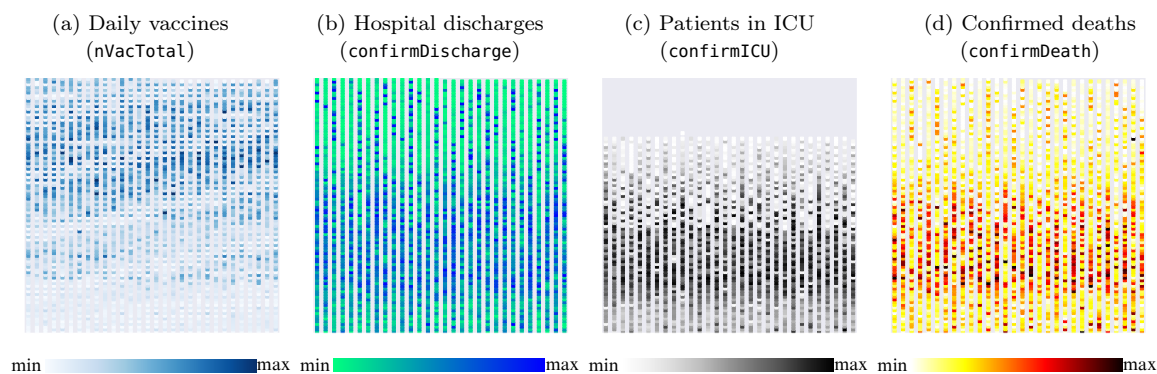 (a) Daily vaccines
(nVacTotal)
(b) Hospital discharges
(confirmDischarge)
(c) Patients in ICU
(confirmICU)
(d) Confirmed deaths
(confirmDeath)
min max
min max
min max
min max